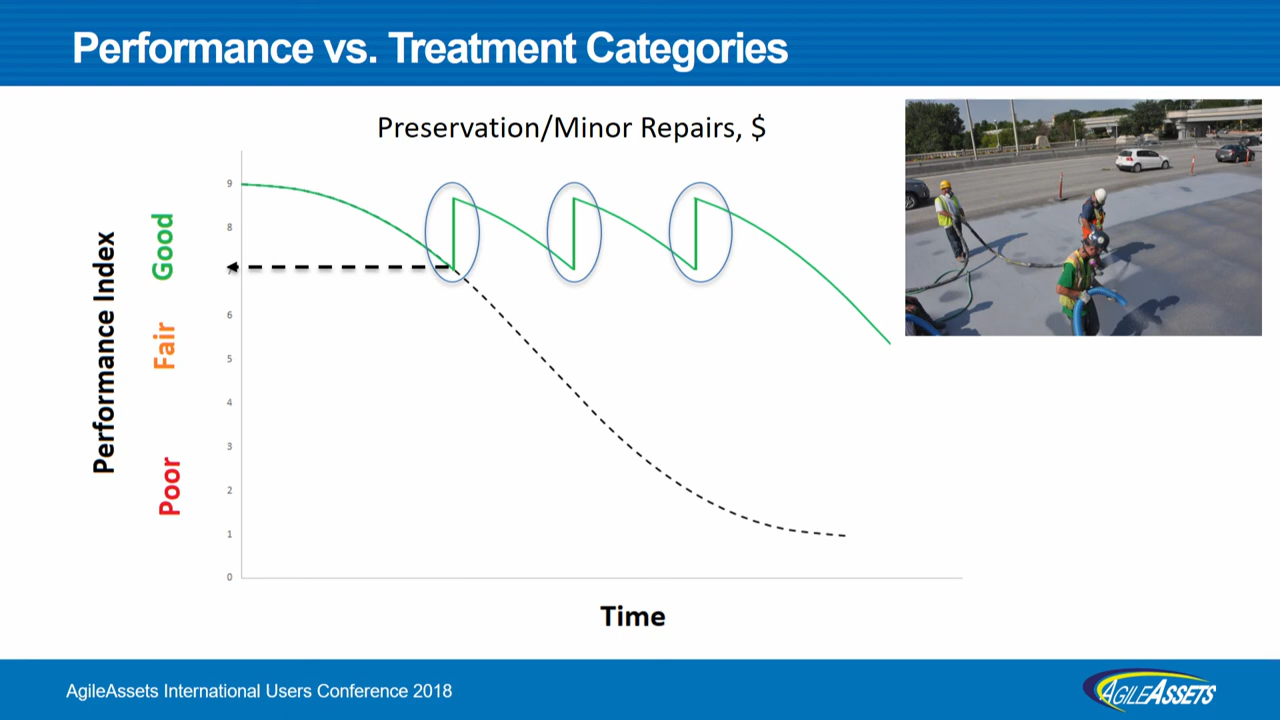 Performance vs. Treatment Categories
Preservation/Minor Repairs, $
Performance Index
Good
Fair
Poor
9
8
6
5
4
3
2
1
0
Time
AgileAssets International Users Conference 2018
AGILEASSETS